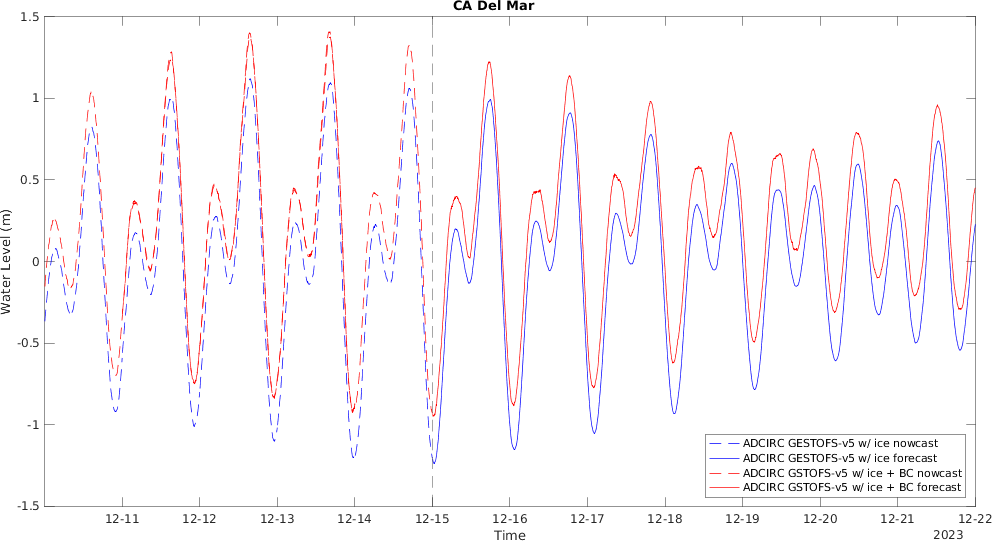 CA Del Mar
1.5
1
0.5
0
-0.5
-1
-1.5
Water Level (m)
12-11 12-12 12-13 12-14 12-15 12-16 12-17 12-18 12-19 12-20 12-21 12-22
2023
Time
ADCIRC GESTOFS-v5 w/ ice nowcast
ADCIRC GESTOFS-v5 w/ ice forecast
ADCIRC GSTOFS-v5 w/ ice + BC nowcast
ADCIRC GSTOFS-v5 w/ ice + BC forecast